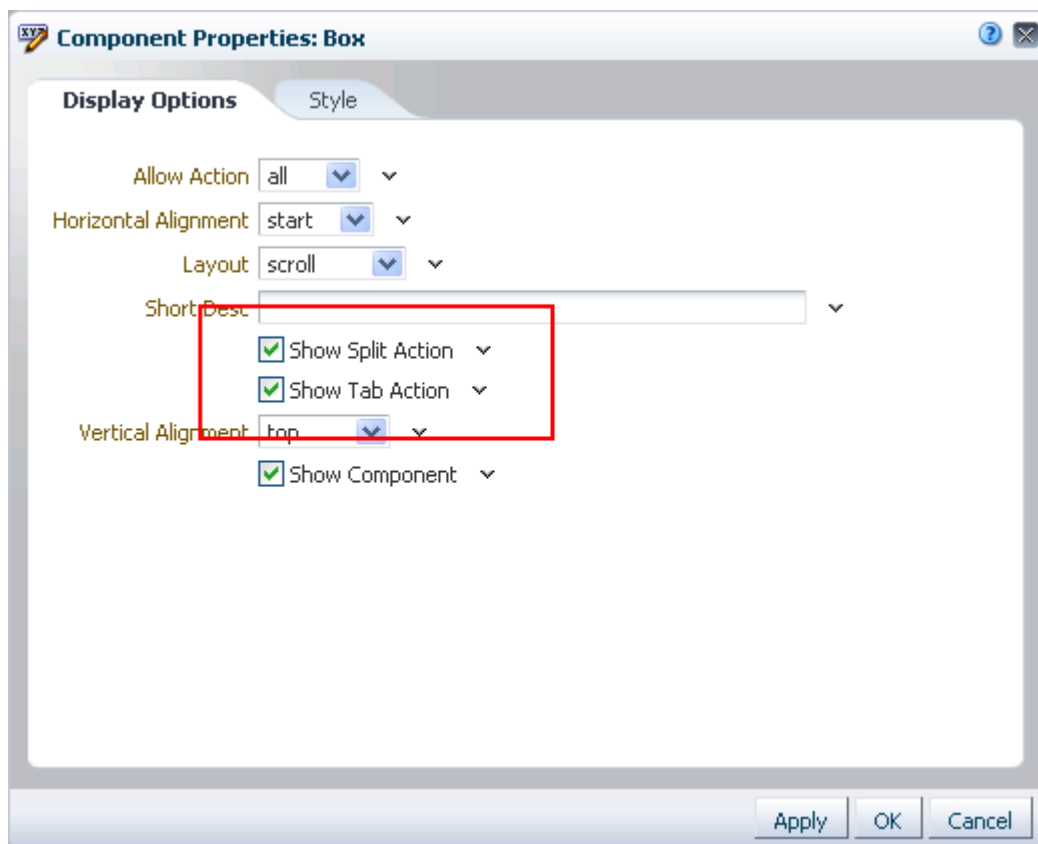 Component Properties: Box
Display Options Style
Allow Action all
Horizontal Alignment start
Layout scroll
Short Desc
Show Split Action
Show Tab Action
Vertical Alignment top
Show Component
Apply OK Cancel